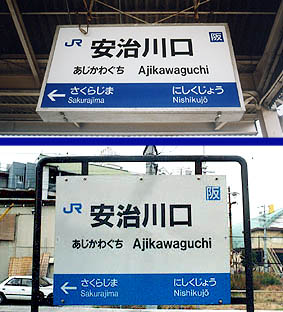 JR 阪
安治川口
あじかわぐち Ajikawaguchi
← さくらじま にしくじょう
Sakurajima Nishikujō
JR 阪
安治川口
あじかわぐち Ajikawaguchi
← さくらじま にしくじょう
Sakurajima Nishikujō